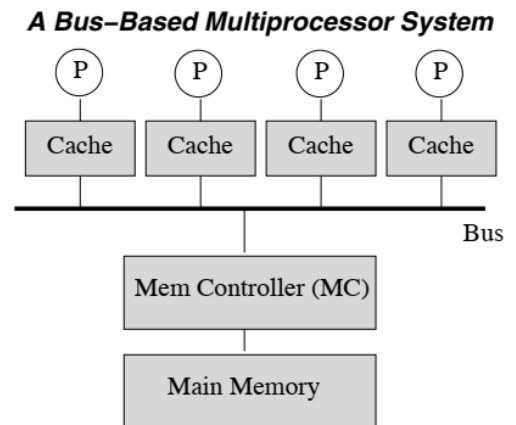 A Bus–Based Multiprocessor System
P P P P
Cache Cache Cache Cache
Bus
Mem Controller (MC)
Main Memory